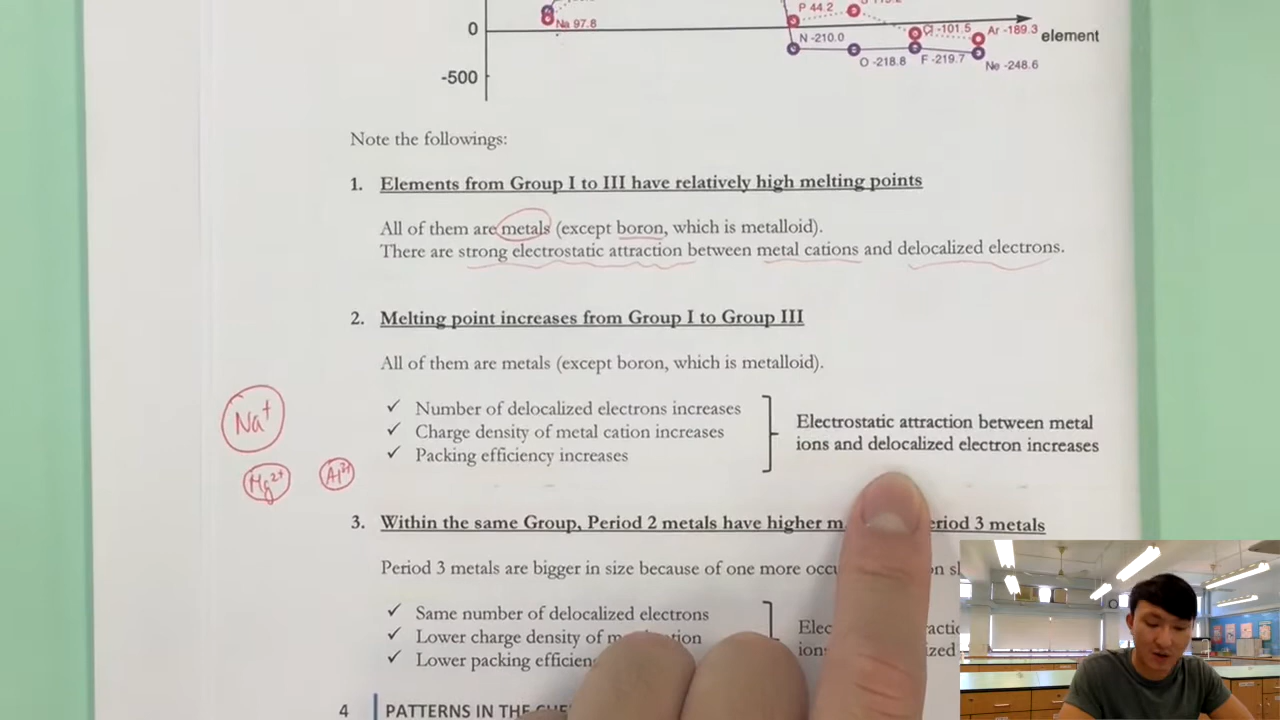 P 44.2
Na 97.8
0
Cl -101.5
Ar -189.3
element
N -210.0
O -218.8
F -219.7
Ne -248.6
-500
Note the followings:
1. Elements from Group I to III have relatively high melting points
All of them are metals (except boron, which is metalloid).
There are strong electrostatic attraction between metal cations and delocalized electrons.
2. Melting point increases from Group I to Group III
All of them are metals (except boron, which is metalloid).
✓ Number of delocalized electrons increases
✓ Charge density of metal cation increases
✓ Packing efficiency increases
Electrostatic attraction between metal
ions and delocalized electron increases
Na⁺
Mg²⁺
Al³⁺
3. Within the same Group, Period 2 metals have higher eriod 3 metals
Period 3 metals are bigger in size because of one more
✓ Same number of delocalized electrons
✓ Lower charge density of
✓ Lower packing
4 PATTERNS IN THE